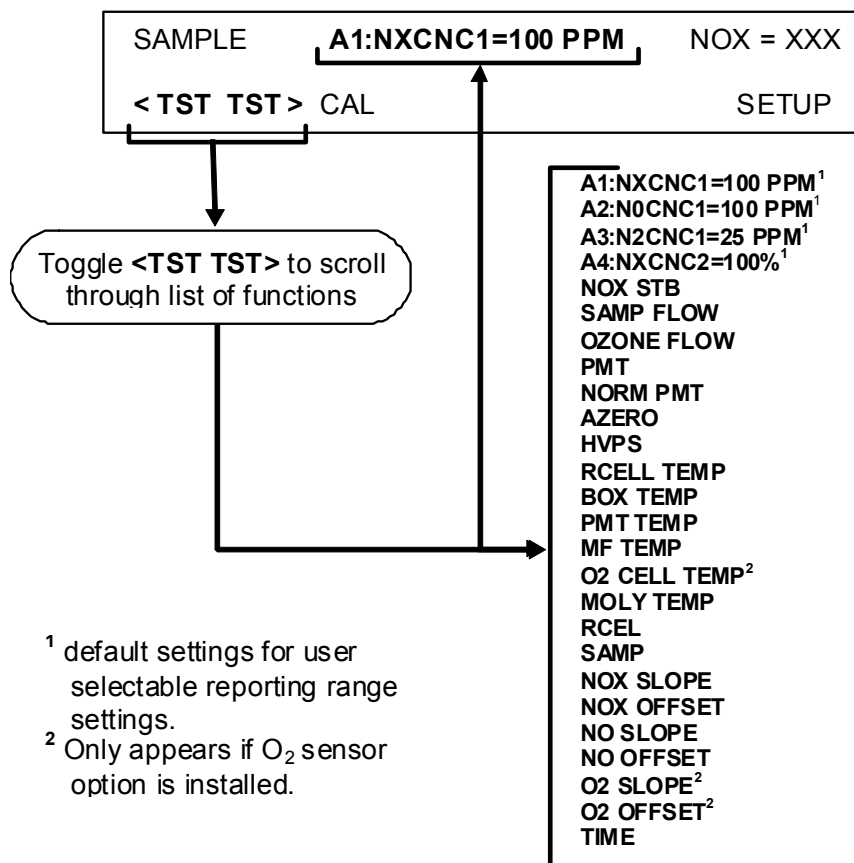 SAMPLE A1:NXCNC1=100 PPM NOX = XXX
< TST TST > CAL SETUP
Toggle <TST TST> to scroll
through list of functions
A1:NXCNC1=100 PPM¹
A2:N0CNC1=100 PPM¹
A3:N2CNC1=25 PPM¹
A4:NXCNC2=100%¹
NOX STB
SAMP FLOW
OZONE FLOW
PMT
NORM PMT
AZERO
HVPS
RCELL TEMP
BOX TEMP
PMT TEMP
MF TEMP
O2 CELL TEMP²
MOLY TEMP
RCEL
SAMP
NOX SLOPE
NOX OFFSET
NO SLOPE
NO OFFSET
O2 SLOPE²
O2 OFFSET²
TIME
¹ default settings for user
selectable reporting range
settings.
² Only appears if O₂ sensor
option is installed.